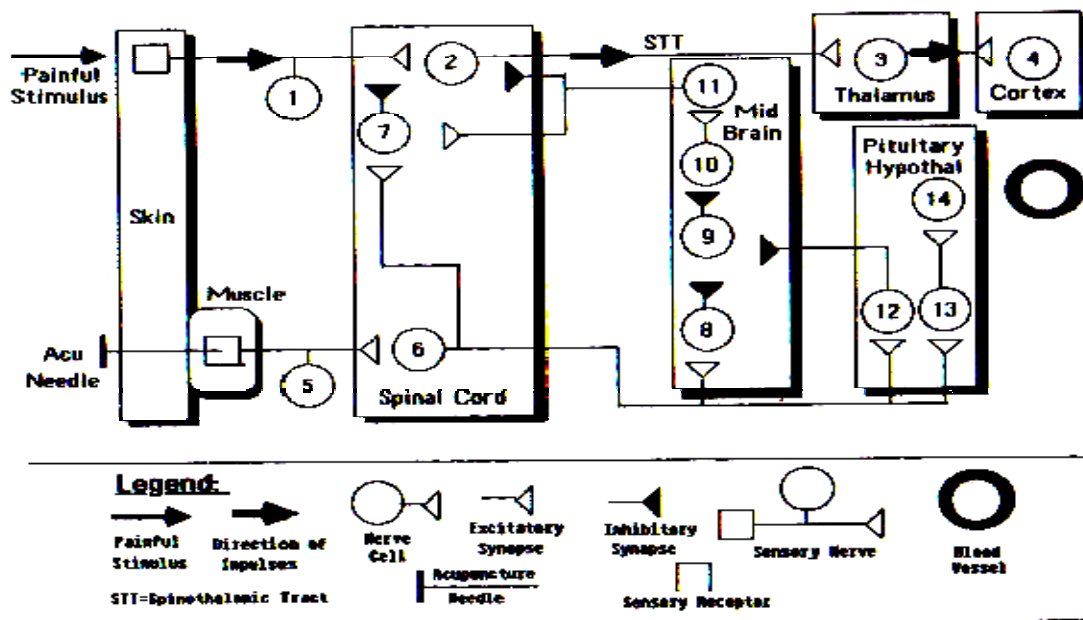 Painful
Stimulus
1
2
STT
3
Thalamus
4
Cortex
7
11
Mid
Brain
10
9
8
Pituitary
Hypothal
14
12
13
Skin
Muscle
Acu
Needle
5
6
Spinal Cord
Legend:
Painful
Stimulus
Direction of
Impulses
Nerve
Cell
Excitatory
Synapse
Inhibitory
Synapse
Sensory Nerve
Blood
Vessel
STT=Spinothalamic Tract
Acupuncture
Needle
Sensory Receptor